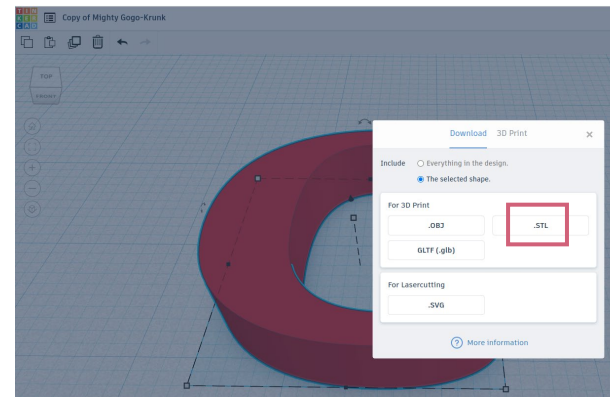 TIN
KER
CAD
Copy of Mighty Gogo-Krunk
TOP
FRONT
Download 3D Print
Include Everything in the design.
The selected shape.
For 3D Print
.OBJ .STL
GLTF (.glb)
For Lasercutting
.SVG
? More information